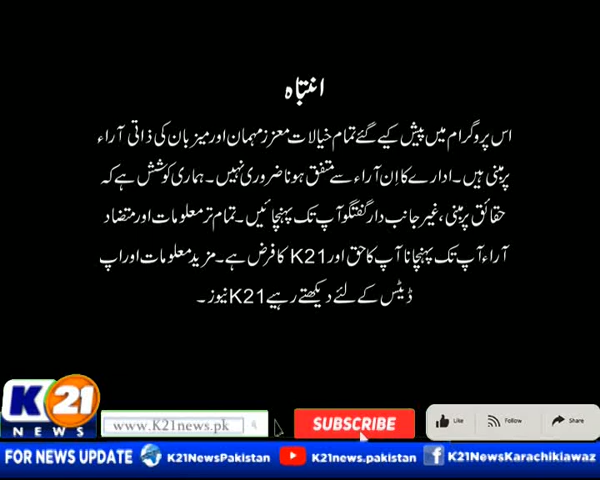 انتباہ
اس پروگرام میں پیش کیے گئے تمام خیالات معزز مہمان اور میزبان کی ذاتی آراء
پر مبنی ہیں۔ ادارے کا اِن آراء سے متفق ہونا ضروری نہیں۔ ہماری کوشش ہے کہ
حقائق پر مبنی، غیر جانب دار گفتگو آپ تک پہنچائیں۔ تمام تر معلومات اور متضاد
آراء آپ تک پہنچانا آپ کا حق اور K21 کا فرض ہے۔ مزید معلومات اور اپ
ڈیٹس کے لئے دیکھتے رہیے K21 نیوز۔
K21
NEWS
www.K21news.pk
SUBSCRIBE
Like
Follow
Share
FOR NEWS UPDATE
K21NewsPakistan
K21news.pakistan
K21NewsKarachikiawaz